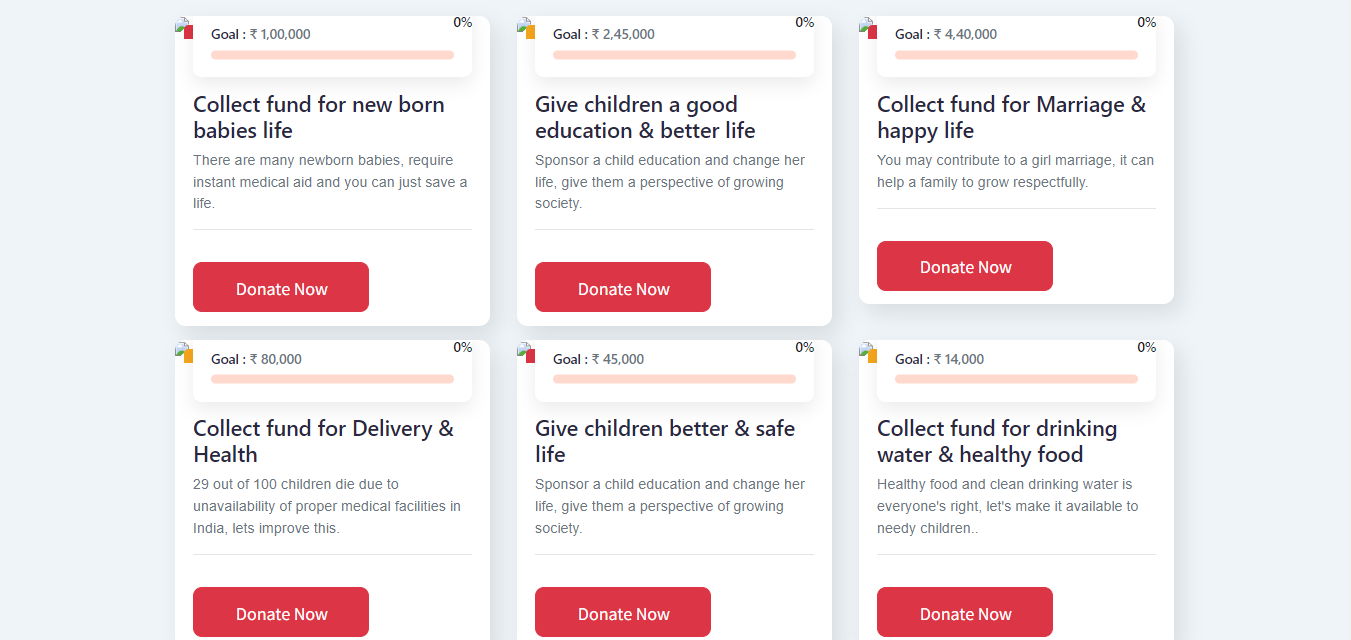 0%
Goal : ₹ 1,00,000
Collect fund for new born
babies life
There are many newborn babies, require
instant medical aid and you can just save a
life.
Donate Now
0%
Goal : ₹ 2,45,000
Give children a good
education & better life
Sponsor a child education and change her
life, give them a perspective of growing
society.
Donate Now
0%
Goal : ₹ 4,40,000
Collect fund for Marriage &
happy life
You may contribute to a girl marriage, it can
help a family to grow respectfully.
Donate Now
0%
Goal : ₹ 80,000
Collect fund for Delivery &
Health
29 out of 100 children die due to
unavailability of proper medical facilities in
India, lets improve this.
Donate Now
0%
Goal : ₹ 45,000
Give children better & safe
life
Sponsor a child education and change her
life, give them a perspective of growing
society.
Donate Now
0%
Goal : ₹ 14,000
Collect fund for drinking
water & healthy food
Healthy food and clean drinking water is
everyone's right, let's make it available to
needy children..
Donate Now